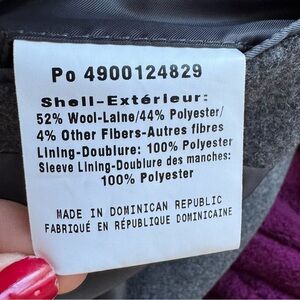 Po 4900124829
Shell-Extérieur:
52% Wool-Laine/44% Polyester/
4% Other Fibers-Autres fibres
Lining-Doublure: 100% Polyester
Sleeve Lining-Doublure des manches:
100% Polyester
MADE IN DOMINICAN REPUBLIC
FABRIQUÉ EN RÉPUBLIQUE DOMINICAINE